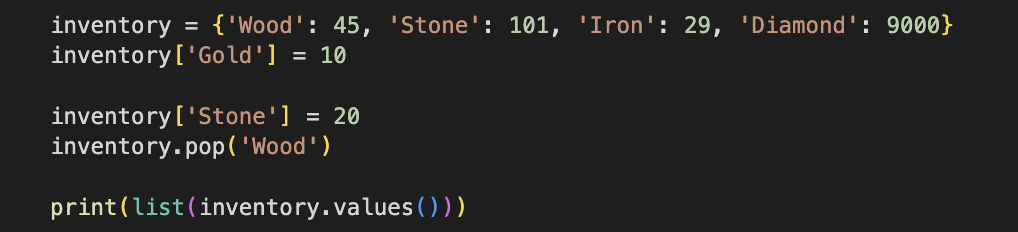 inventory = {'Wood': 45, 'Stone': 101, 'Iron': 29, 'Diamond': 9000}
inventory['Gold'] = 10
inventory['Stone'] = 20
inventory.pop('Wood')
print(list(inventory.values()))